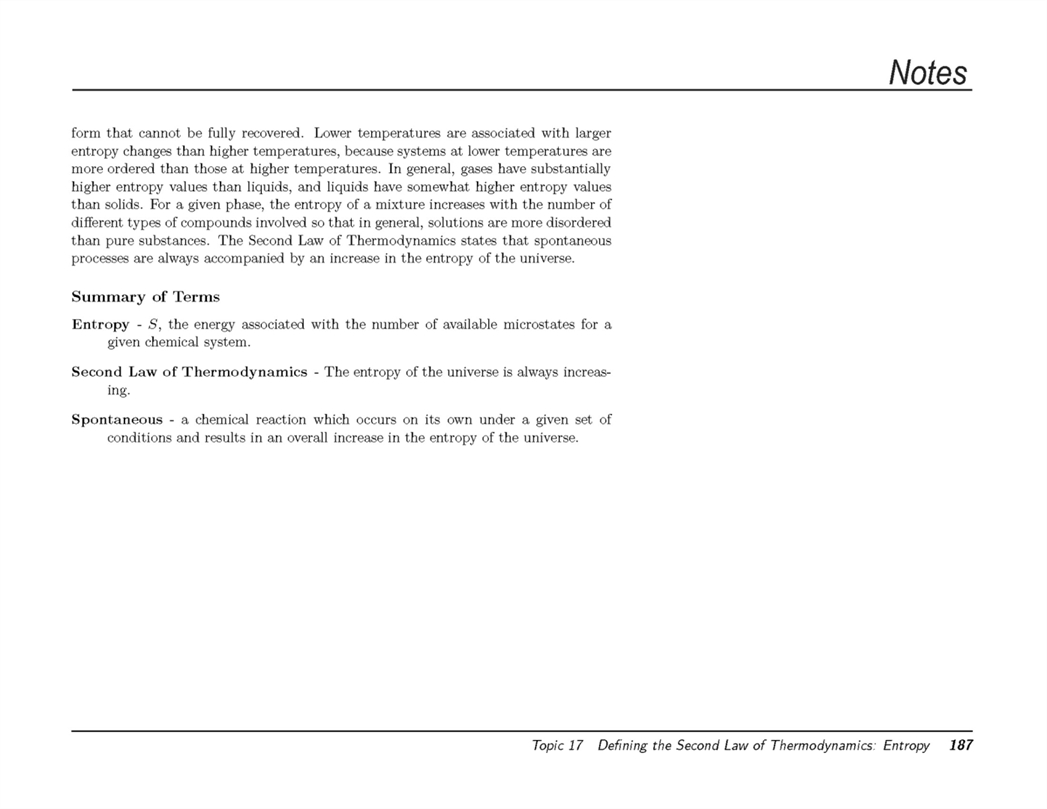 Notes
form that cannot be fully recovered. Lower temperatures are associated with larger
entropy changes than higher temperatures, because systems at lower temperatures are
more ordered than those at higher temperatures. In general, gases have substantially
higher entropy values than liquids, and liquids have somewhat higher entropy values
than solids. For a given phase, the entropy of a mixture increases with the number of
different types of compounds involved so that in general, solutions are more disordered
than pure substances. The Second Law of Thermodynamics states that spontaneous
processes are always accompanied by an increase in the entropy of the universe.
Summary of Terms
Entropy - S, the energy associated with the number of available microstates for a
given chemical system.
Second Law of Thermodynamics - The entropy of the universe is always increas-
ing.
Spontaneous - a chemical reaction which occurs on its own under a given set of
conditions and results in an overall increase in the entropy of the universe.
Topic 17 Defining the Second Law of Thermodynamics: Entropy 187